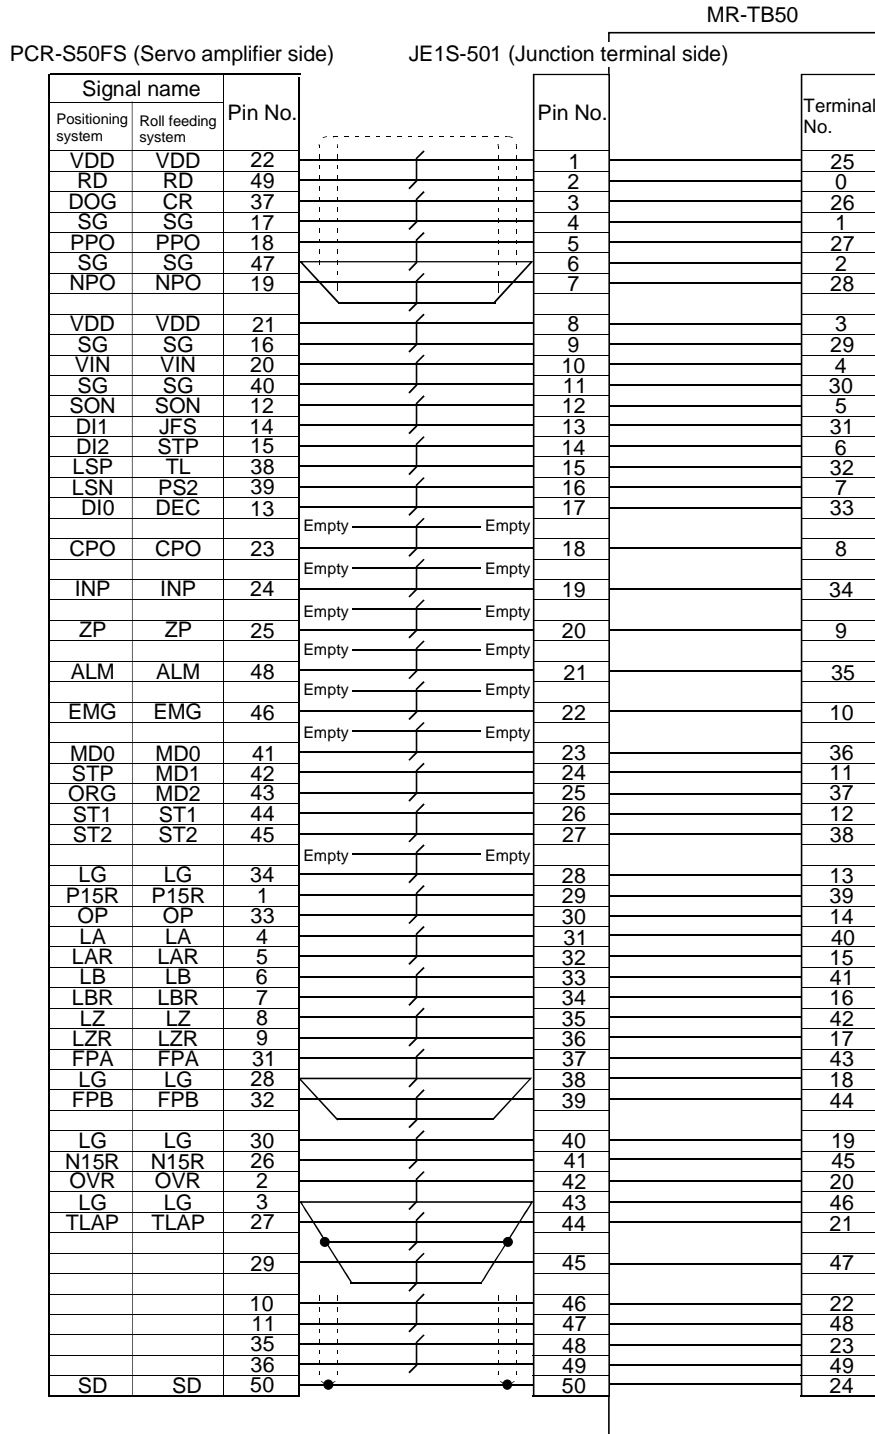 MR-TB50
PCR-S50FS (Servo amplifier side) JE1S-501 (Junction terminal side)
Signal name Pin No. Pin No. Terminal No.
Positioning system Roll feeding system
VDD VDD 22 1 25
RD RD 49 2 0
DOG CR 37 3 26
SG SG 17 4 1
PPO PPO 18 5 27
SG SG 47 6 2
NPO NPO 19 7 28
VDD VDD 21 8 3
SG SG 16 9 29
VIN VIN 20 10 4
SG SG 40 11 30
SON SON 12 12 5
DI1 JFS 14 13 31
DI2 STP 15 14 6
LSP TL 38 15 32
LSN PS2 39 16 7
DI0 DEC 13 17 33
Empty Empty
CPO CPO 23 18 8
Empty Empty
INP INP 24 19 34
Empty Empty
ZP ZP 25 20 9
Empty Empty
ALM ALM 48 21 35
Empty Empty
EMG EMG 46 22 10
Empty Empty
MD0 MD0 41 23 36
STP MD1 42 24 11
ORG MD2 43 25 37
ST1 ST1 44 26 12
ST2 ST2 45 27 38
Empty Empty
LG LG 34 28 13
P15R P15R 1 29 39
OP OP 33 30 14
LA LA 4 31 40
LAR LAR 5 32 15
LB LB 6 33 41
LBR LBR 7 34 16
LZ LZ 8 35 42
LZR LZR 9 36 17
FPA FPA 31 37 43
LG LG 28 38 18
FPB FPB 32 39 44
LG LG 30 40 19
N15R N15R 26 41 45
OVR OVR 2 42 20
LG LG 3 43 46
TLAP TLAP 27 44 21
29 45 47
10 46 22
11 47 48
35 48 23
36 49 49
SD SD 50 50 24